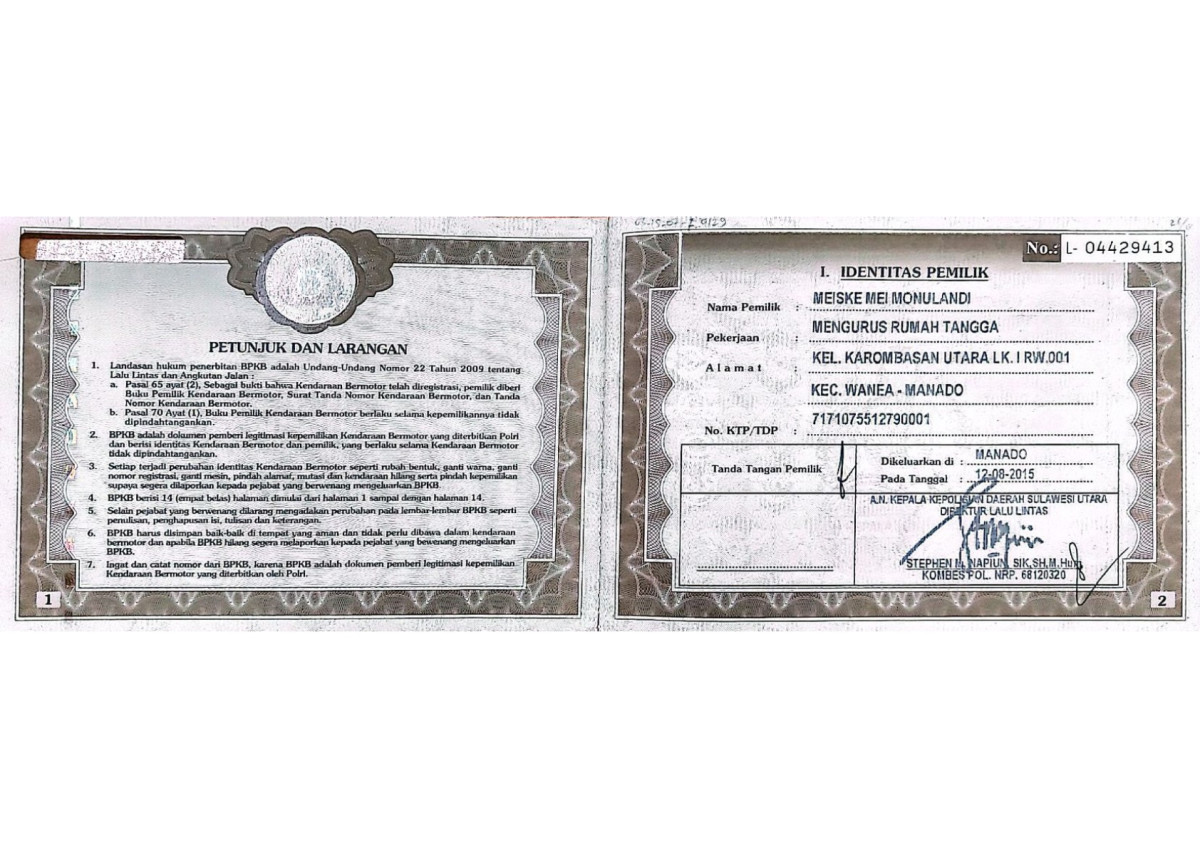 PETUNJUK DAN LARANGAN
1. Landasan hukum penerbitan BPKB adalah Undang-Undang Nomor 22 Tahun 2009 tentang
Lalu Lintas dan Angkutan Jalan :
a. Pasal 65 ayat (2), Sebagai bukti bahwa Kendaraan Bermotor telah diregistrasi, pemilik diberi
Buku Pemilik Kendaraan Bermotor, Surat Tanda Nomor Kendaraan Bermotor, dan Tanda
Nomor Kendaraan Bermotor.
b. Pasal 70 Ayat (1), Buku Pemilik Kendaraan Bermotor berlaku selama kepemilikannya tidak
dipindahtangankan.
2. BPKB adalah dokumen pemberi legitimasi kepemilikan Kendaraan Bermotor yang diterbitkan Polri
dan berisi identitas Kendaraan Bermotor dan pemilik, yang berlaku selama Kendaraan Bermotor
tidak dipindahtangankan.
3. Setiap terjadi perubahan identitas Kendaraan Bermotor seperti rubah bentuk, ganti warna, ganti
nomor registrasi, ganti mesin, pindah alamat, mutasi dan kendaraan hilang serta pindah kepemilikan
supaya segera dilaporkan kepada pejabat yang berwenang mengeluarkan BPKB.
4. BPKB berisi 14 (empat belas) halaman dimulai dari halaman 1 sampai dengan halaman 14.
5. Selain pejabat yang berwenang dilarang mengadakan perubahan pada lembar-lembar BPKB seperti
penulisan, penghapusan isi, tulisan dan keterangan.
6. BPKB harus disimpan baik-baik di tempat yang aman dan tidak perlu dibawa dalam kendaraan
bermotor dan apabila BPKB hilang segera melaporkan kepada pejabat yang bewenang mengeluarkan
BPKB.
7. Ingat dan catat nomor dari BPKB, karena BPKB adalah dokumen pemberi legitimasi kepemilikan
Kendaraan Bermotor yang diterbitkan oleh Polri.
1
No.: L- 04429413
I. IDENTITAS PEMILIK
Nama Pemilik : MEISKE MEI MONULANDI
Pekerjaan : MENGURUS RUMAH TANGGA
Alamat : KEL. KAROMBASAN UTARA LK. I RW.001
KEC. WANEA - MANADO
No. KTP/TDP : 7171075512790001
Tanda Tangan Pemilik
Dikeluarkan di : MANADO
Pada Tanggal : 12-08-2015
A.N. KEPALA KEPOLISIAN DAERAH SULAWESI UTARA
DIREKTUR LALU LINTAS
STEPHEN M. NAPIUN, SIK,SH,M.Hum
KOMBES POL. NRP. 68120320
2